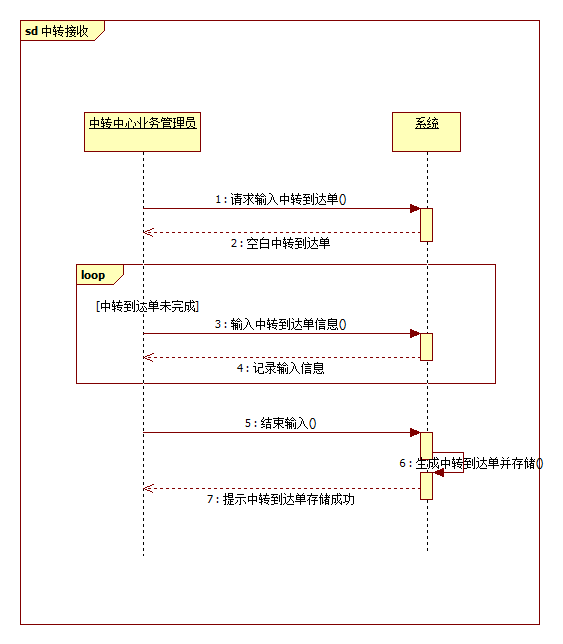 sd 中转接收
中转中心业务管理员
系统
1 : 请求输入中转到达单()
2 : 空白中转到达单
loop
[中转到达单未完成]
3 : 输入中转到达单信息()
4 : 记录输入信息
5 : 结束输入()
6 : 生成中转到达单并存储()
7 : 提示中转到达单存储成功